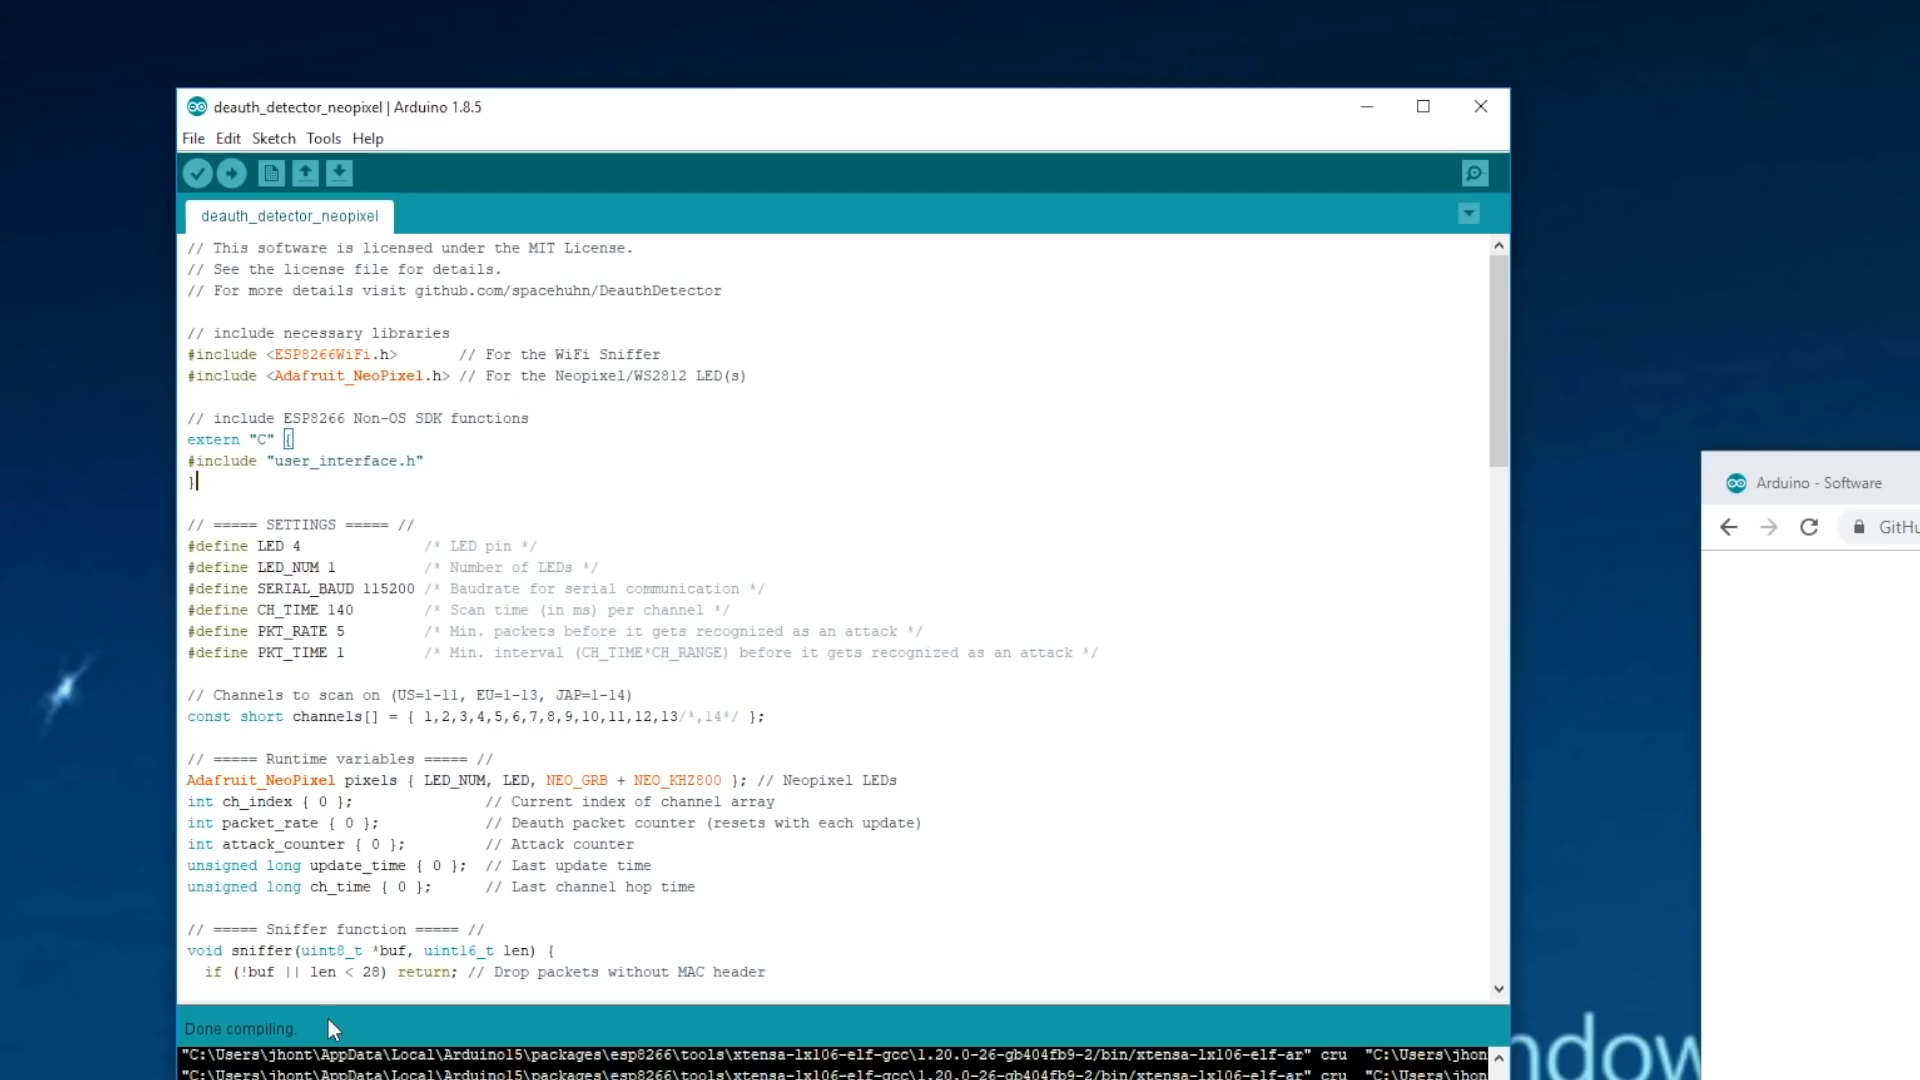 deauth_detector_neopixel | Arduino 1.8.5
File Edit Sketch Tools Help
deauth_detector_neopixel
// This software is licensed under the MIT License.
// See the license file for details.
// For more details visit github.com/spacehuhn/DeauthDetector
// include necessary libraries
#include <ESP8266WiFi.h> // For the WiFi Sniffer
#include <Adafruit_NeoPixel.h> // For the Neopixel/WS2812 LED(s)
// include ESP8266 Non-OS SDK functions
extern "C" {
#include "user_interface.h"
}
// ===== SETTINGS ===== //
#define LED 4 /* LED pin */
#define LED_NUM 1 /* Number of LEDs */
#define SERIAL_BAUD 115200 /* Baudrate for serial communication */
#define CH_TIME 140 /* Scan time (in ms) per channel */
#define PKT_RATE 5 /* Min. packets before it gets recognized as an attack */
#define PKT_TIME 1 /* Min. interval (CH_TIME*CH_RANGE) before it gets recognized as an attack */
// Channels to scan on (US=1-11, EU=1-13, JAP=1-14)
const short channels[] = { 1,2,3,4,5,6,7,8,9,10,11,12,13/*,14*/ };
// ===== Runtime variables ===== //
Adafruit_NeoPixel pixels { LED_NUM, LED, NEO_GRB + NEO_KHZ800 }; // Neopixel LEDs
int ch_index { 0 }; // Current index of channel array
int packet_rate { 0 }; // Deauth packet counter (resets with each update)
int attack_counter { 0 }; // Attack counter
unsigned long update_time { 0 }; // Last update time
unsigned long ch_time { 0 }; // Last channel hop time
// ===== Sniffer function ===== //
void sniffer(uint8_t *buf, uint16_t len) {
if (!buf || len < 28) return; // Drop packets without MAC header
Done compiling.
"C:\Users\jhont\AppData\Local\Arduino15\packages\esp8266\tools\xtensa-lx106-elf-gcc\1.20.0-26-gb404fb9-2/bin/xtensa-lx106-elf-ar" cru "C:\Users\jhon
"C:\Users\jhont\AppData\Local\Arduino15\packages\esp8266\tools\xtensa-lx106-elf-gcc\1.20.0-26-gb404fb9-2/bin/xtensa-lx106-elf-ar" cru "C:\Users\jhon
Arduino - Software
GitHu
ndow